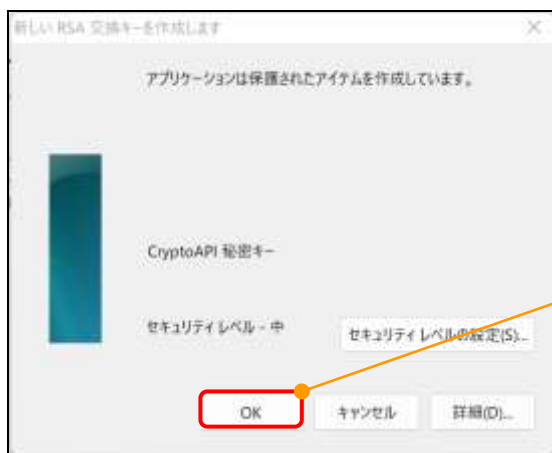 新しい RSA 交換キーを作成します
アプリケーションは保護されたアイテムを作成しています。
CryptoAPI 秘密キー
セキュリティ レベル - 中
セキュリティ レベルの設定(S)...
OK
キャンセル
詳細(D)...